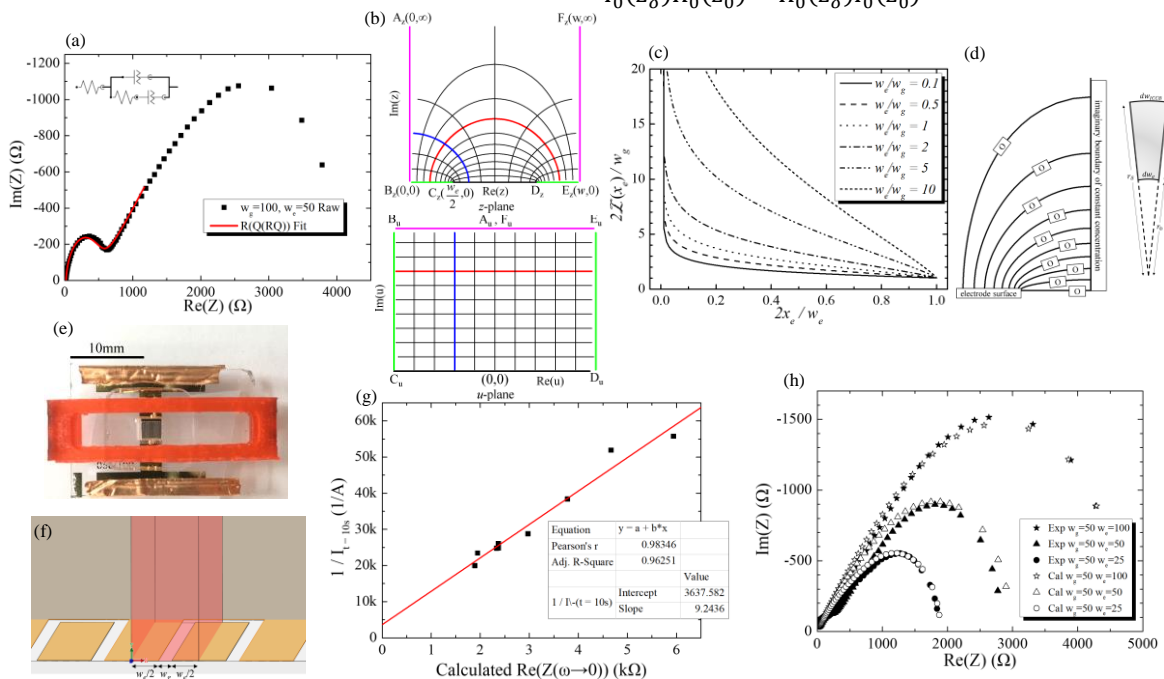 (a)
-1200
-1000
-800
-600
-400
-200
0
Im(Z) (Ω)
w_g=100, w_e=50 Raw
R(Q(RQ)) Fit
0 1000 2000 3000 4000
Re(Z) (Ω)
(b)
A_z(0,∞)
F_z(w,∞)
Im(z)
B_z(0,0)
C_z(w_e/2,0)
Re(z)
D_z
E_z(w,0)
z-plane
B_u
A_u , F_u
E_u
Im(u)
C_u
(0,0)
Re(u)
D_u
u-plane
(c)
20
15
10
5
0
w_e/w_g = 0.1
w_e/w_g = 0.5
w_e/w_g = 1
w_e/w_g = 2
w_e/w_g = 5
w_e/w_g = 10
0.0 0.2 0.4 0.6 0.8 1.0
2x_e / w_e
(d)
O
O
O
O
O
O
O
O
O
electrode surface
imaginary boundary of constant concentration
(e)
10mm
(f)
w_e/2 w_g w_e/2
(g)
60k
50k
40k
30k
20k
10k
0
1 / I_t = 10s (1/A)
Equation y = a + b*x
Pearson's r 0.98346
Adj. R-Square 0.96251
Value
1 / I\-(t = 10s) Intercept 3637.582
Slope 9.2436
0 1 2 3 4 5 6
Calculated Re(Z(ω→0)) (kΩ)
(h)
-1500
-1000
-500
0
Im(Z) (Ω)
Exp w_g=50 w_e=100
Exp w_g=50 w_e=50
Exp w_g=50 w_e=25
Cal w_g=50 w_e=100
Cal w_g=50 w_e=50
Cal w_g=50 w_e=25
0 1000 2000 3000 4000 5000
Re(Z) (Ω)